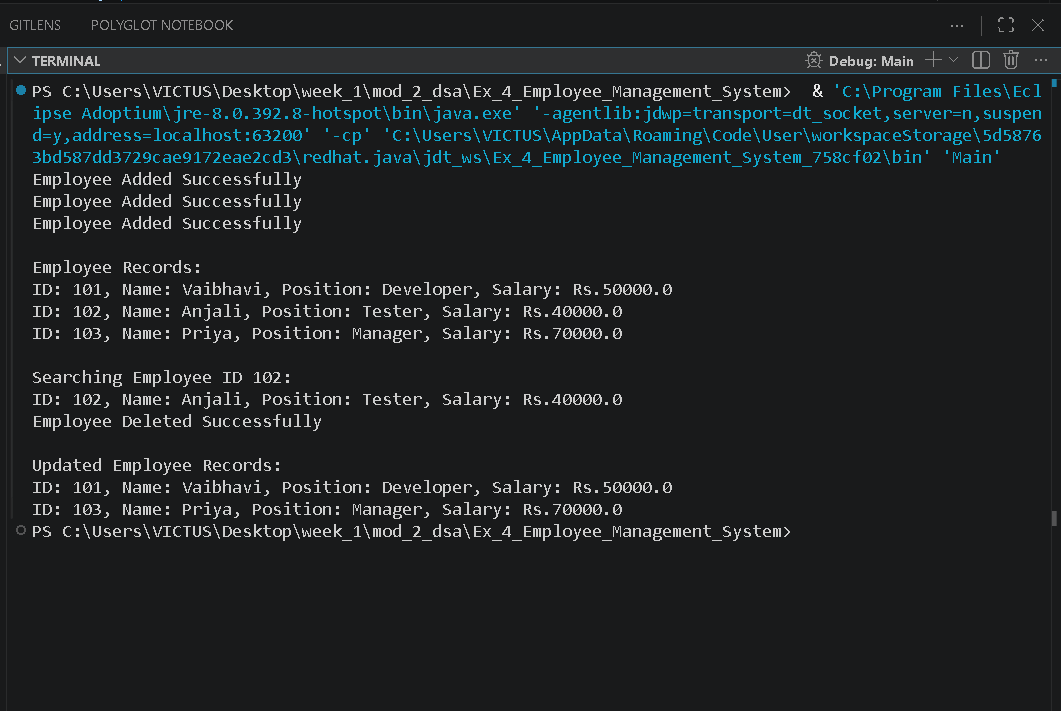 GITLENS POLYGLOT NOTEBOOK ...
TERMINAL Debug: Main ...
PS C:\Users\VICTUS\Desktop\week_1\mod_2_dsa\Ex_4_Employee_Management_System>  & 'C:\Program Files\Ecl
ipse Adoptium\jre-8.0.392.8-hotspot\bin\java.exe' '-agentlib:jdwp=transport=dt_socket,server=n,suspen
d=y,address=localhost:63200' '-cp' 'C:\Users\VICTUS\AppData\Roaming\Code\User\workspaceStorage\5d5876
3bd587dd3729cae9172eae2cd3\redhat.java\jdt_ws\Ex_4_Employee_Management_System_758cf02\bin' 'Main'
Employee Added Successfully
Employee Added Successfully
Employee Added Successfully
Employee Records:
ID: 101, Name: Vaibhavi, Position: Developer, Salary: Rs.50000.0
ID: 102, Name: Anjali, Position: Tester, Salary: Rs.40000.0
ID: 103, Name: Priya, Position: Manager, Salary: Rs.70000.0
Searching Employee ID 102:
ID: 102, Name: Anjali, Position: Tester, Salary: Rs.40000.0
Employee Deleted Successfully
Updated Employee Records:
ID: 101, Name: Vaibhavi, Position: Developer, Salary: Rs.50000.0
ID: 103, Name: Priya, Position: Manager, Salary: Rs.70000.0
PS C:\Users\VICTUS\Desktop\week_1\mod_2_dsa\Ex_4_Employee_Management_System>